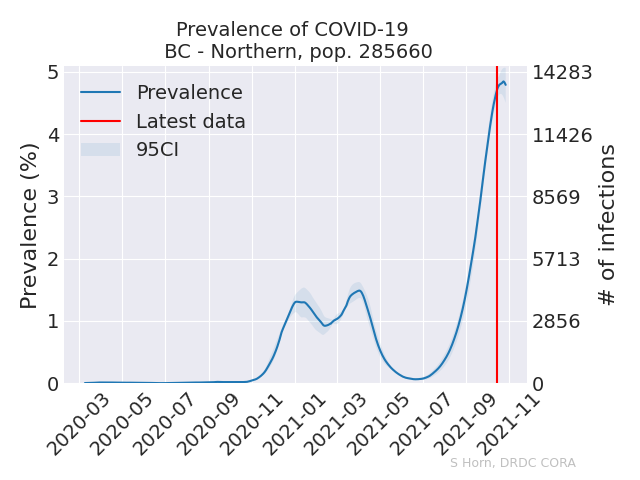 Prevalence of COVID-19
BC - Northern, pop. 285660
Prevalence
Latest data
95CI
Prevalence (%)
5
4
3
2
1
0
# of infections
14283
11426
8569
5713
2856
0
2020-03
2020-05
2020-07
2020-09
2020-11
2021-01
2021-03
2021-05
2021-07
2021-09
2021-11
S Horn, DRDC CORA